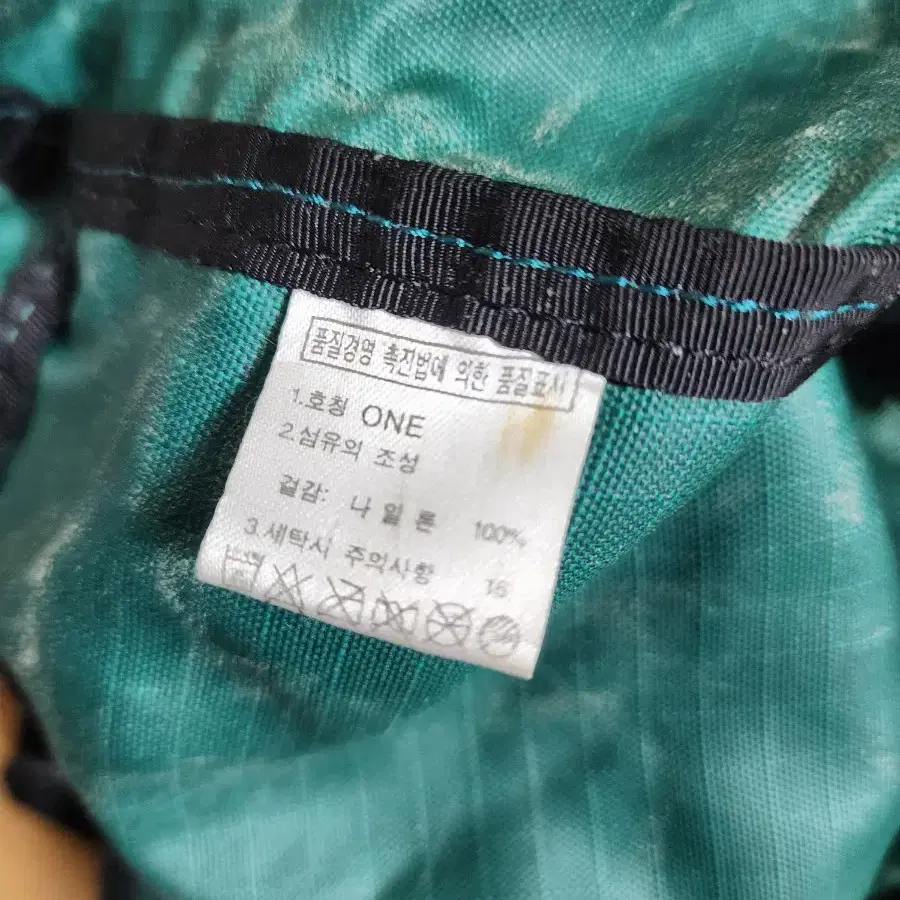 품질경영 촉진법에 의한 품질표시
1.호칭 ONE
2.섬유의 조성
겉감: 나 일 론 100%
3.세탁시 주의사항 16